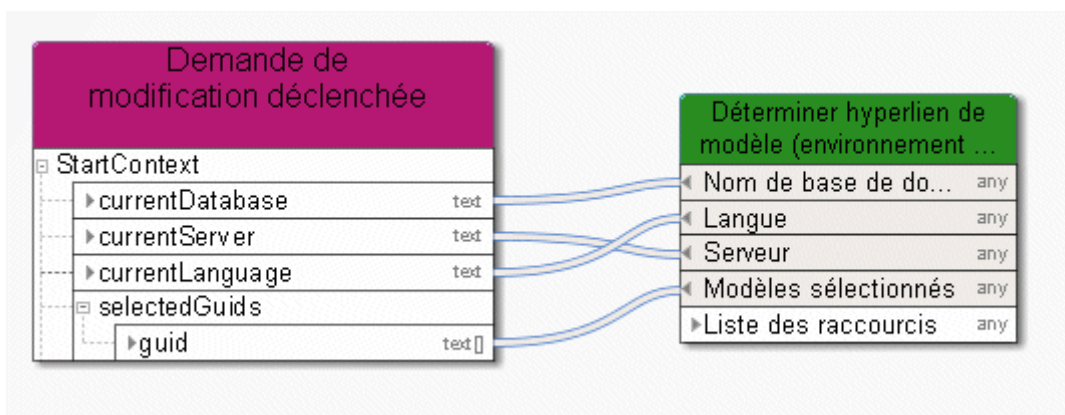 Demande de
modification déclenchée
StartContext
currentDatabase text
currentServer text
currentLanguage text
selectedGuids
guid text[]
Déterminer hyperlien de
modèle (environnement ...
Nom de base de do... any
Langue any
Serveur any
Modèles sélectionnés any
Liste des raccourcis any